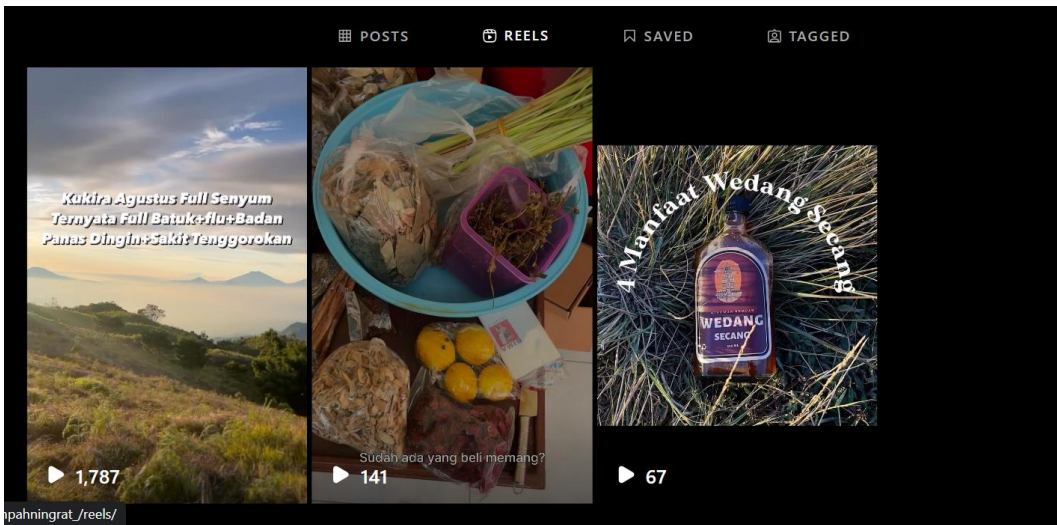 POSTS
REELS
SAVED
TAGGED
Kukira Agustus Full Senyum
Ternyata Full Batuk+flu+Badan
Panas Dingin+Sakit Tenggorokan
1,787
Sudah ada yang beli memang?
141
4 Manfaat Wedang Secang
WEDANG
SECANG
67
npahningrat_/reels/